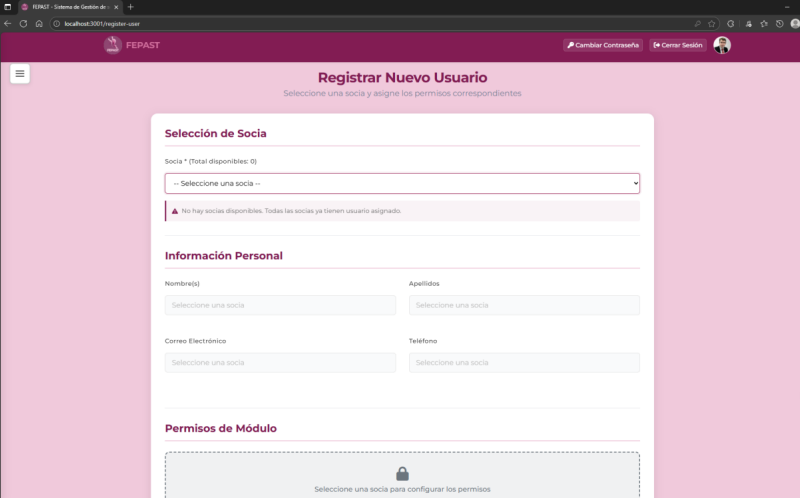 FEPAST - Sistema de Gestión de s
localhost:3001/register-user
FEPAST
Cambiar Contraseña
Cerrar Sesión
Registrar Nuevo Usuario
Seleccione una socia y asigne los permisos correspondientes
Selección de Socia
Socia * (Total disponibles: 0)
-- Seleccione una socia --
No hay socias disponibles. Todas las socias ya tienen usuario asignado.
Información Personal
Nombre(s)
Apellidos
Seleccione una socia
Seleccione una socia
Correo Electrónico
Teléfono
Seleccione una socia
Seleccione una socia
Permisos de Módulo
Seleccione una socia para configurar los permisos